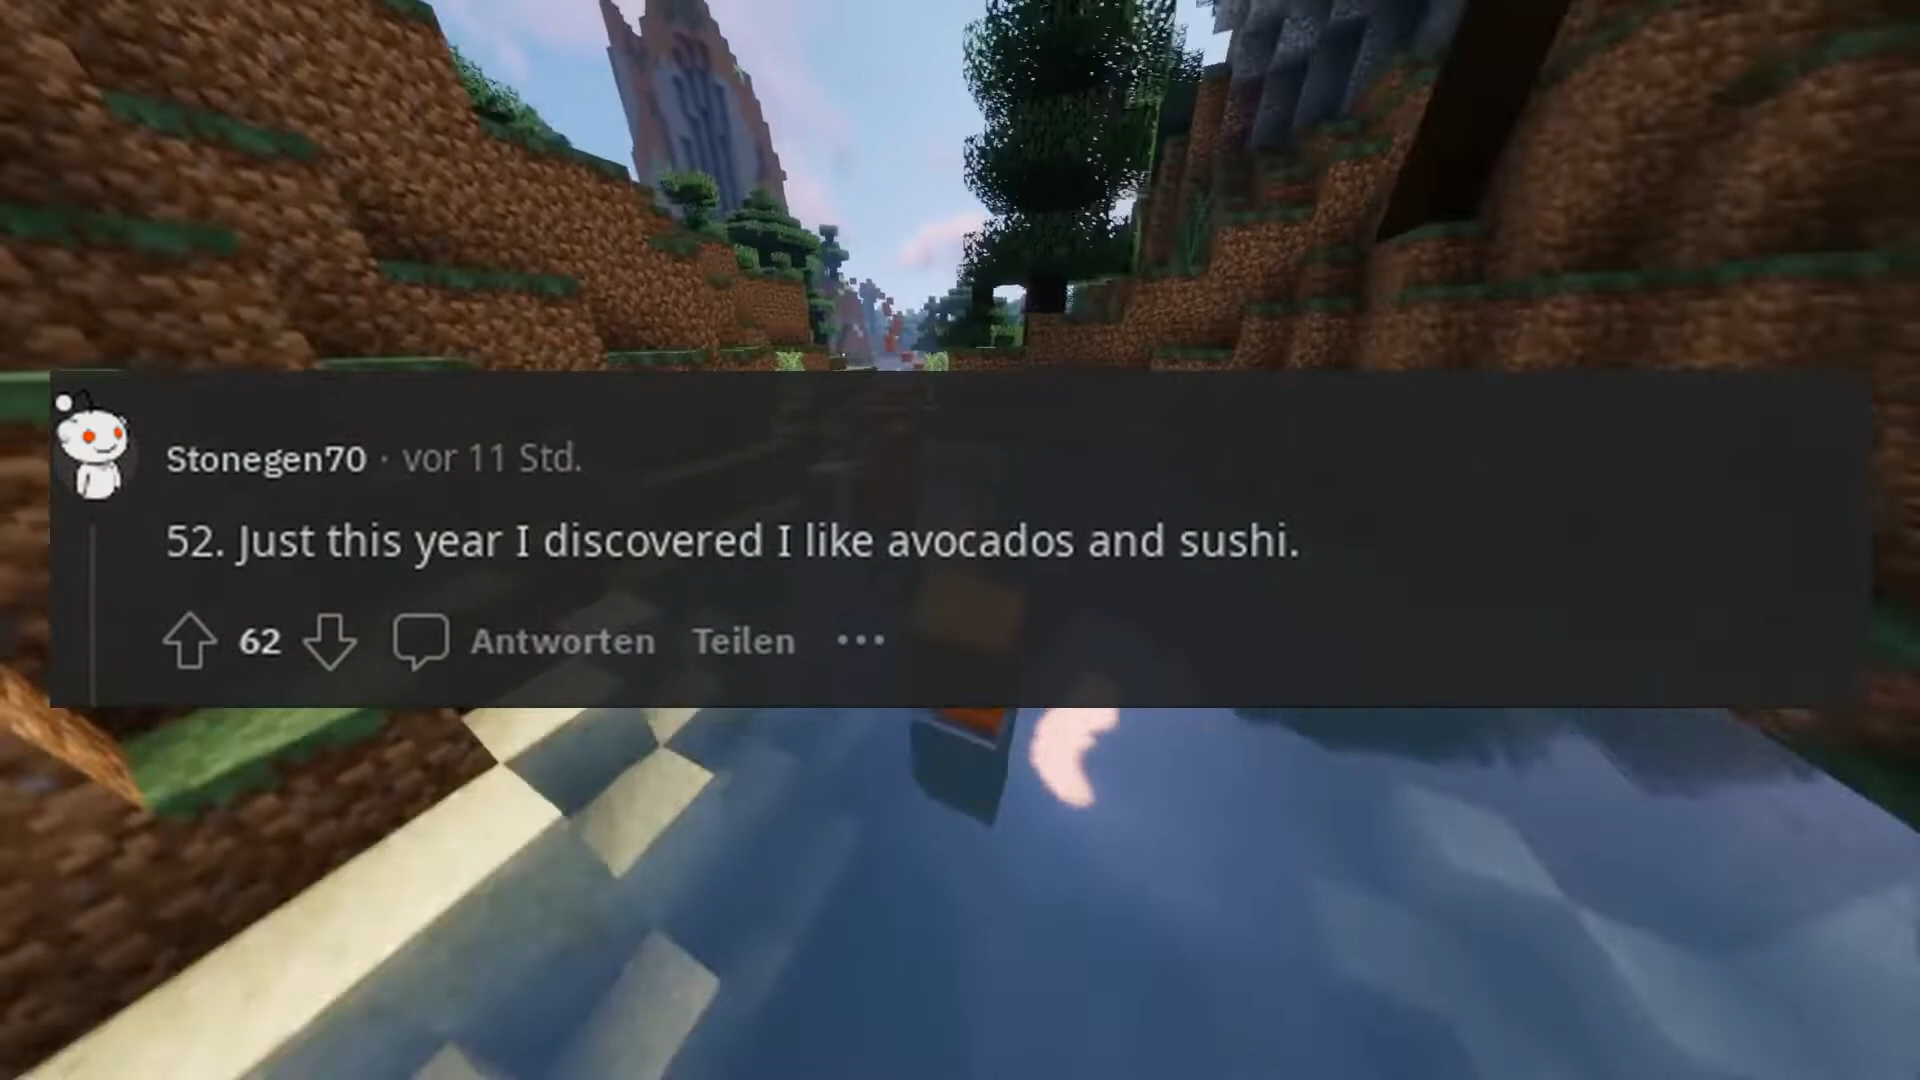 Stonegen70 · vor 11 Std.
52. Just this year I discovered I like avocados and sushi.
62 Antworten Teilen •••